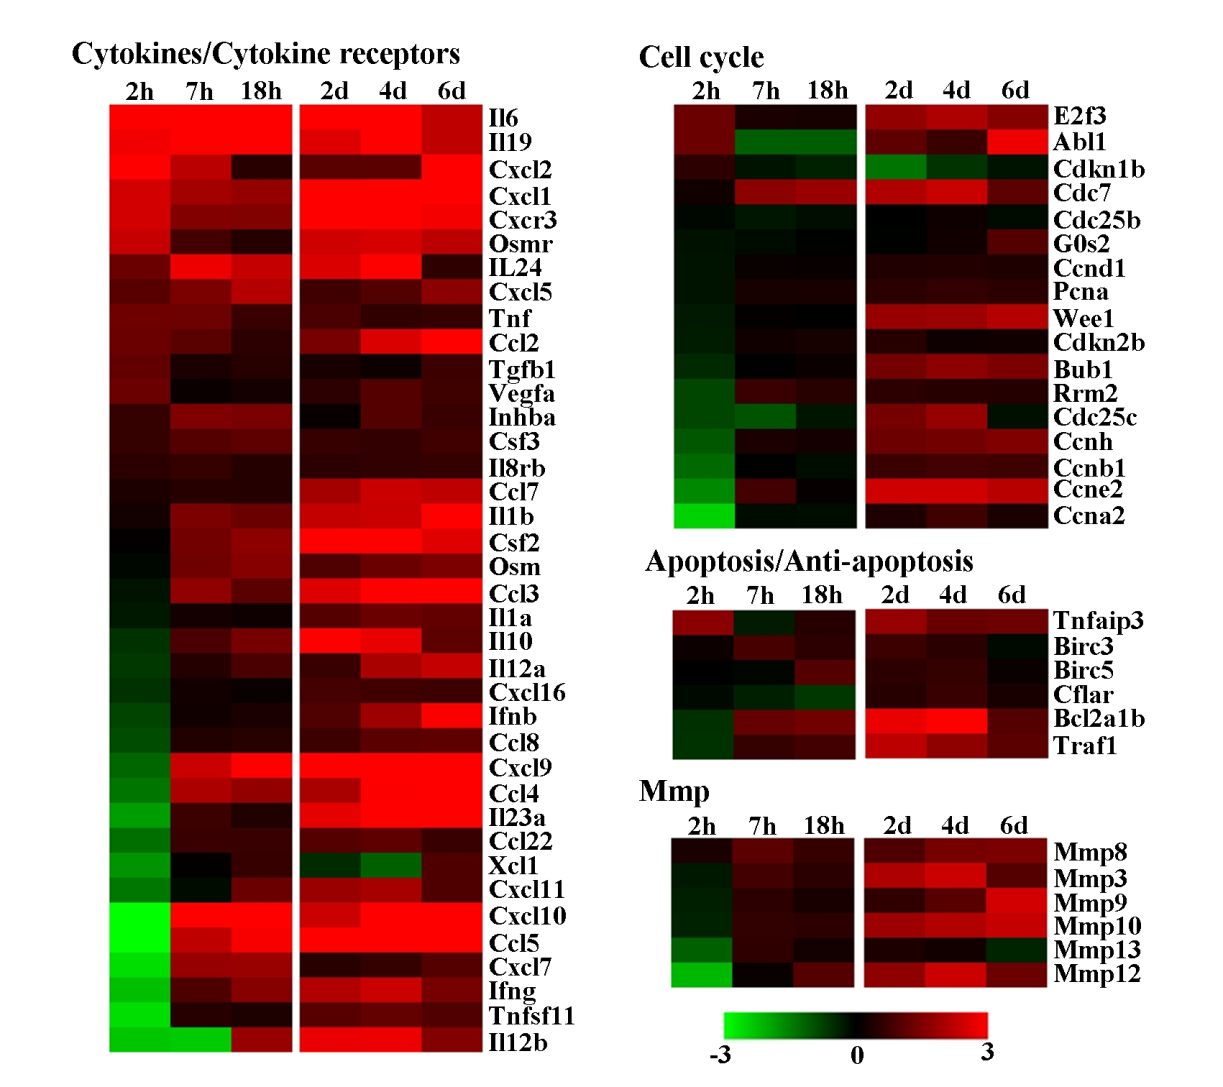 Cytokines/Cytokine receptors
2h 7h 18h 2d 4d 6d
Il6
Il19
Cxcl2
Cxcl1
Cxcr3
Osmr
IL24
Cxcl5
Tnf
Ccl2
Tgfb1
Vegfa
Inhba
Csf3
Il8rb
Ccl7
Il1b
Csf2
Osm
Ccl3
Il1a
Il10
Il12a
Cxcl16
Ifnb
Ccl8
Cxcl9
Ccl4
Il23a
Ccl22
Xcl1
Cxcl11
Cxcl10
Ccl5
Cxcl7
Ifng
Tnfsf11
Il12b
Cell cycle
2h 7h 18h 2d 4d 6d
E2f3
Abl1
Cdkn1b
Cdc7
Cdc25b
G0s2
Ccnd1
Pcna
Wee1
Cdkn2b
Bub1
Rrm2
Cdc25c
Ccnh
Ccnb1
Ccne2
Ccna2
Apoptosis/Anti-apoptosis
2h 7h 18h 2d 4d 6d
Tnfaip3
Birc3
Birc5
Cflar
Bcl2a1b
Traf1
Mmp
2h 7h 18h 2d 4d 6d
Mmp8
Mmp3
Mmp9
Mmp10
Mmp13
Mmp12
-3 0 3